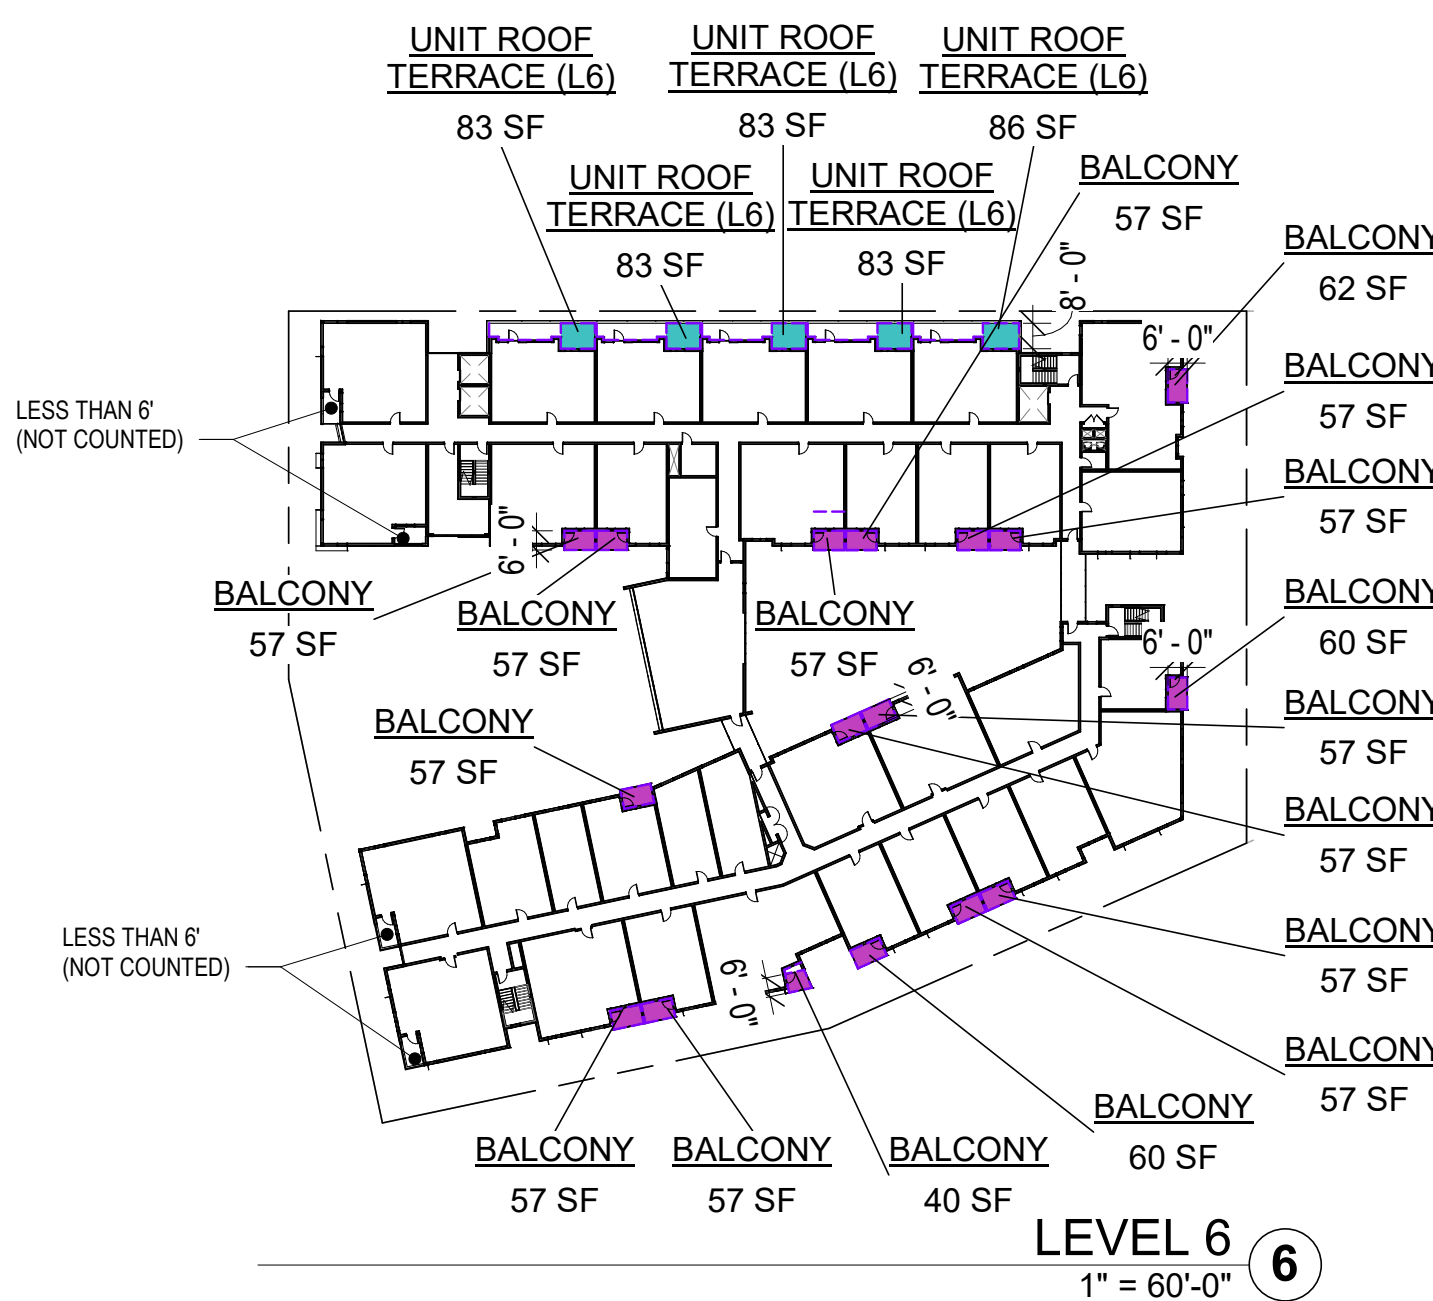 UNIT ROOF
TERRACE (L6)
83 SF
UNIT ROOF
TERRACE (L6)
83 SF
UNIT ROOF
TERRACE (L6)
86 SF
UNIT ROOF
TERRACE (L6)
83 SF
UNIT ROOF
TERRACE (L6)
83 SF
BALCONY
57 SF
BALCONY
62 SF
8' - 0"
6' - 0"
BALCONY
57 SF
LESS THAN 6'
(NOT COUNTED)
BALCONY
57 SF
6' - 0"
BALCONY
57 SF
BALCONY
57 SF
BALCONY
57 SF
BALCONY
60 SF
6' - 0"
6' - 0"
BALCONY
57 SF
BALCONY
57 SF
BALCONY
57 SF
BALCONY
57 SF
LESS THAN 6'
(NOT COUNTED)
6' - 0"
BALCONY
57 SF
BALCONY
57 SF
BALCONY
57 SF
BALCONY
40 SF
BALCONY
60 SF
LEVEL 6
6
1" = 60'-0"